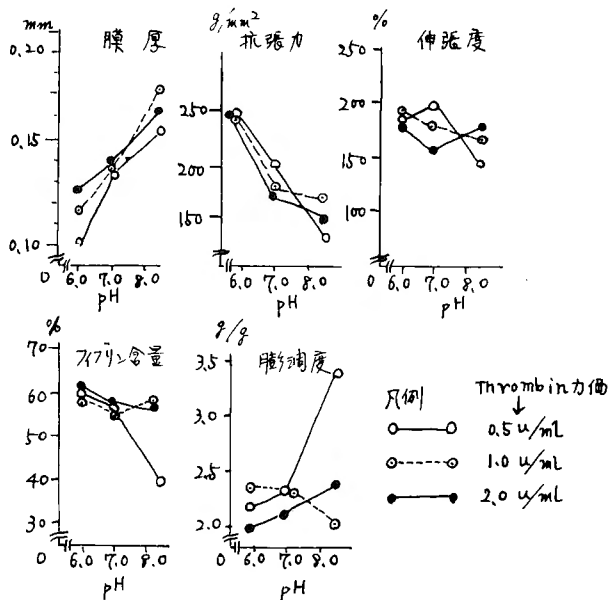 mm
膜厚
0.20
0.15
0.10
0
6.0 7.0 8.0
pH
g/mm²
抗張力
250
200
150
6.0 7.0 8.0
pH
%
伸張度
250
200
150
100
0
6.0 7.0 8.0
pH
%
フィブリン含量
70
60
50
40
30
0
6.0 7.0 8.0
pH
g/g
膨潤度
3.5
3.0
2.5
2.0
0
6.0 7.0 8.0
pH
凡例
Thrombin力価
0.5 u/ml
1.0 u/ml
2.0 u/ml